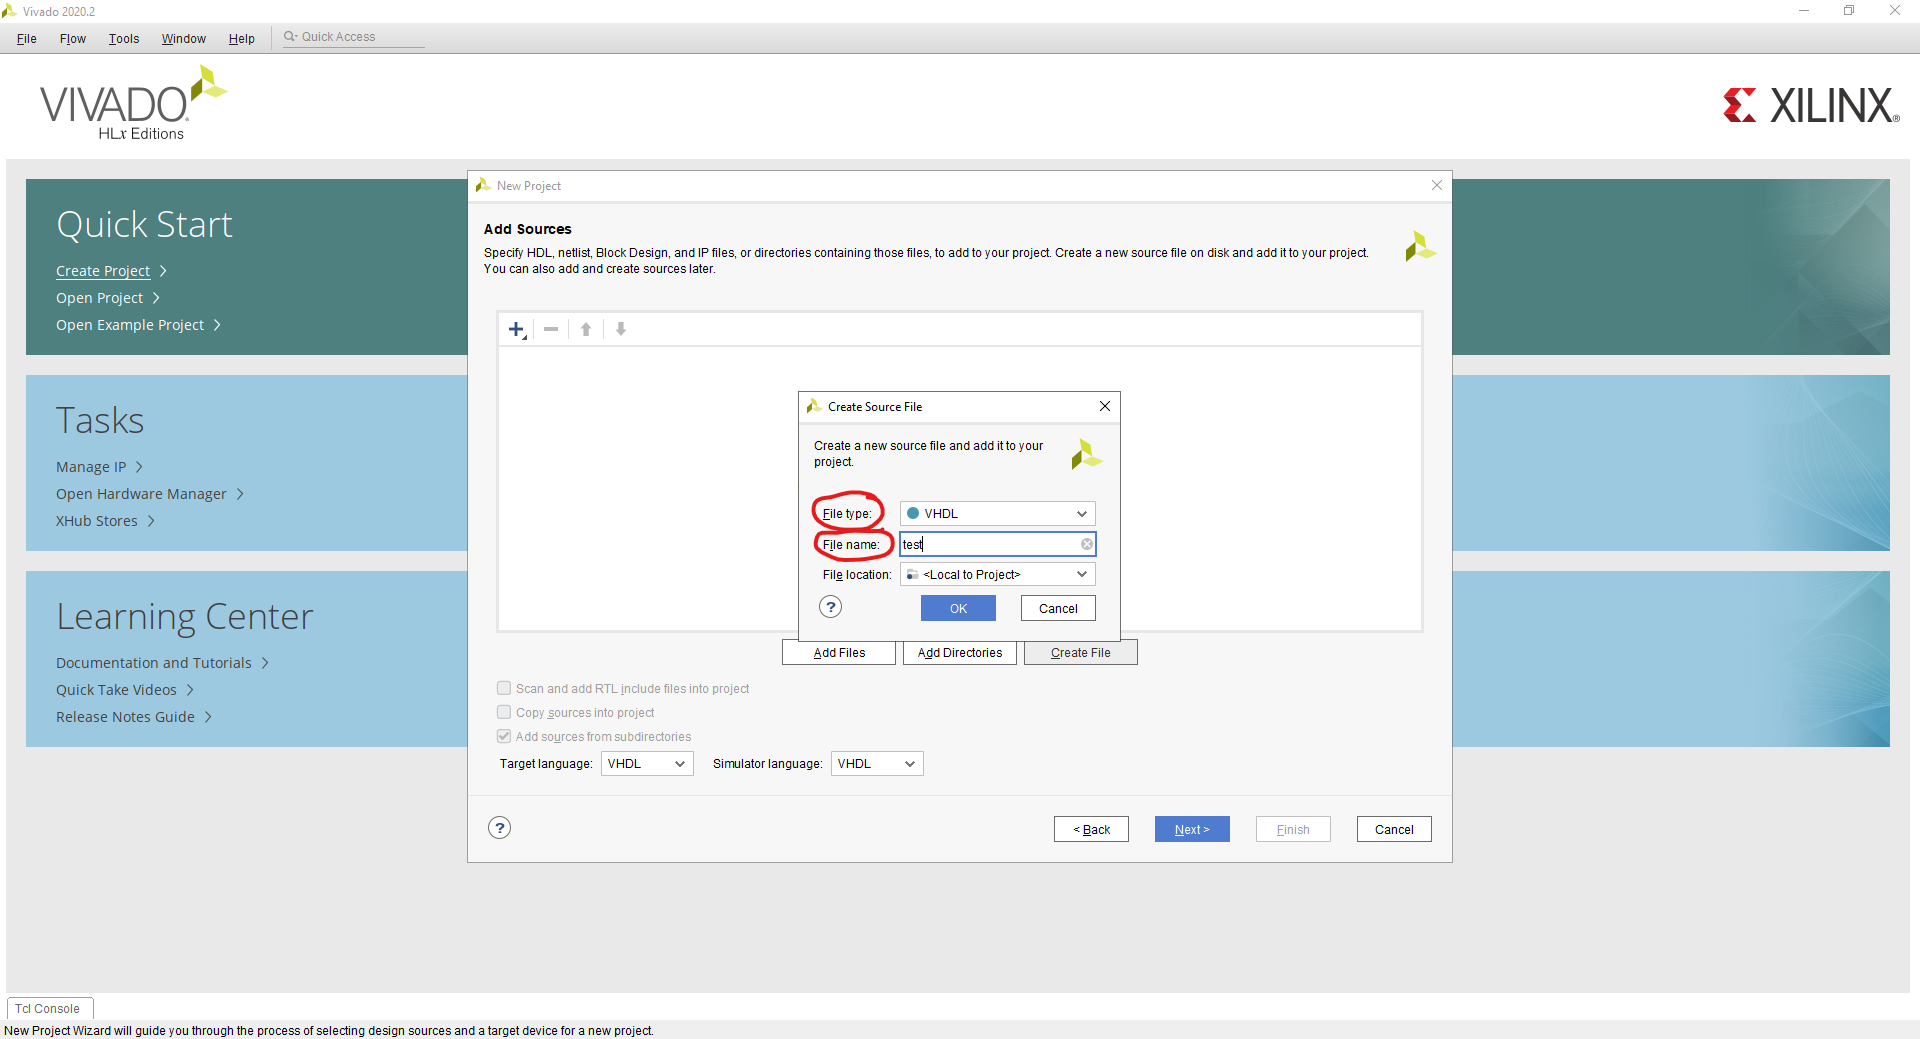 Vivado 2020.2
File Flow Tools Window Help Quick Access
VIVADO
HLx Editions
XILINX®
Quick Start
Create Project
Open Project
Open Example Project
Tasks
Manage IP
Open Hardware Manager
XHub Stores
Learning Center
Documentation and Tutorials
Quick Take Videos
Release Notes Guide
New Project
Add Sources
Specify HDL, netlist, Block Design, and IP files, or directories containing those files, to add to your project. Create a new source file on disk and add it to your project.
You can also add and create sources later.
Create Source File
Create a new source file and add it to your
project.
File type: VHDL
File name: test
File location: <Local to Project>
? OK Cancel
Add Files Add Directories Create File
Scan and add RTL include files into project
Copy sources into project
Add sources from subdirectories
Target language: VHDL Simulator language: VHDL
? < Back Next > Finish Cancel
Tcl Console
New Project Wizard will guide you through the process of selecting design sources and a target device for a new project.